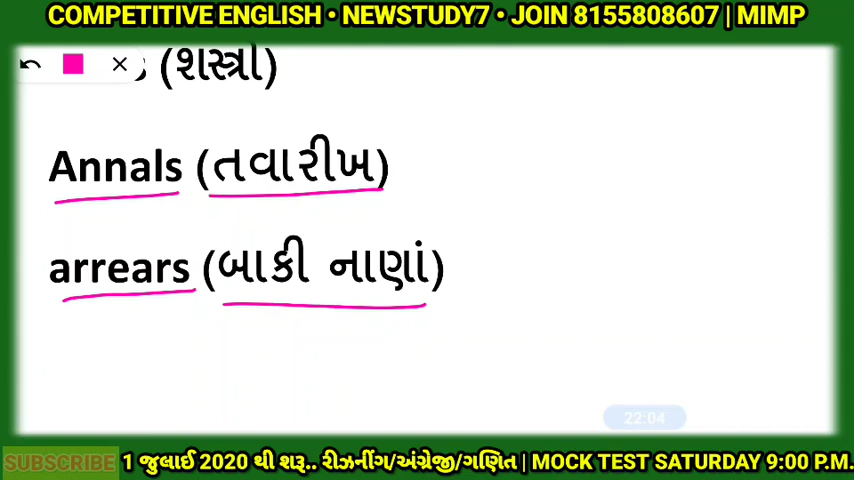 COMPETITIVE ENGLISH • NEWSTUDY7 • JOIN 8155808607 | MIMP
(શસ્ત્રો)
Annals (તવારીખ)
arrears (બાકી નાણાં)
22:04
SUBSCRIBE 1 જુલાઈ 2020 થી શરૂ.. રીઝનીંગ/અંગ્રેજી/ગણિત | MOCK TEST SATURDAY 9:00 P.M.